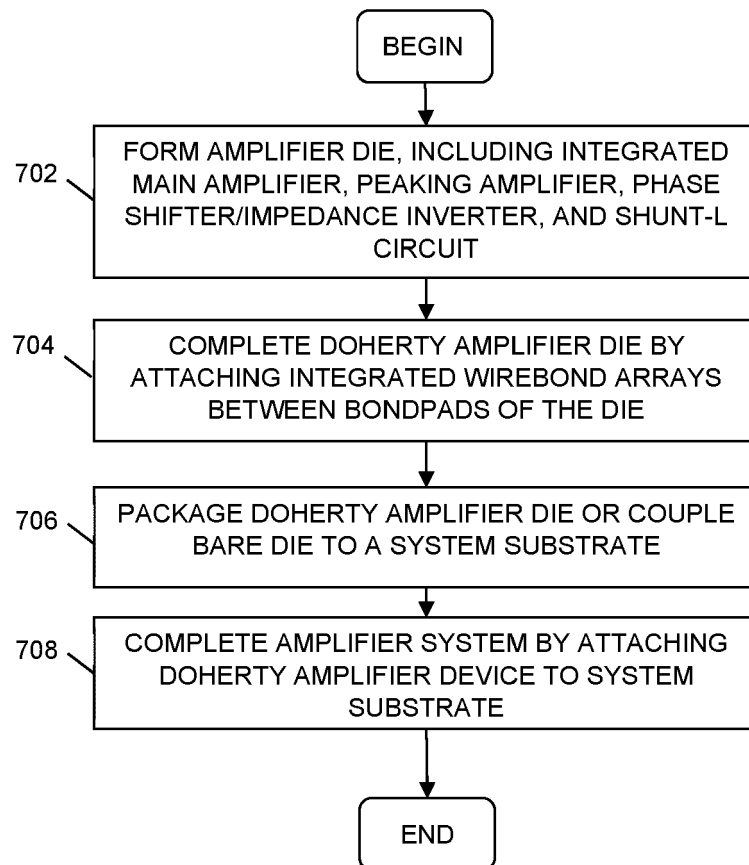 BEGIN
702
FORM AMPLIFIER DIE, INCLUDING INTEGRATED
MAIN AMPLIFIER, PEAKING AMPLIFIER, PHASE
SHIFTER/IMPEDANCE INVERTER, AND SHUNT-L
CIRCUIT
704
COMPLETE DOHERTY AMPLIFIER DIE BY
ATTACHING INTEGRATED WIREBOND ARRAYS
BETWEEN BONDPADS OF THE DIE
706
PACKAGE DOHERTY AMPLIFIER DIE OR COUPLE
BARE DIE TO A SYSTEM SUBSTRATE
708
COMPLETE AMPLIFIER SYSTEM BY ATTACHING
DOHERTY AMPLIFIER DEVICE TO SYSTEM
SUBSTRATE
END